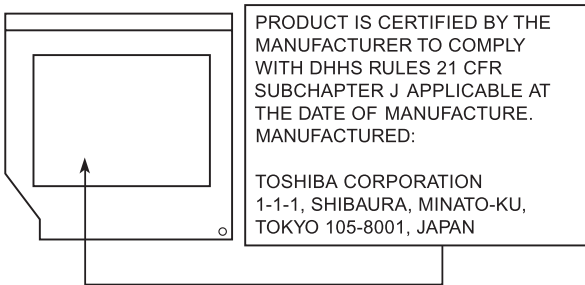 PRODUCT IS CERTIFIED BY THE
MANUFACTURER TO COMPLY
WITH DHHS RULES 21 CFR
SUBCHAPTER J APPLICABLE AT
THE DATE OF MANUFACTURE.
MANUFACTURED:
TOSHIBA CORPORATION
1-1-1, SHIBAURA, MINATO-KU,
TOKYO 105-8001, JAPAN